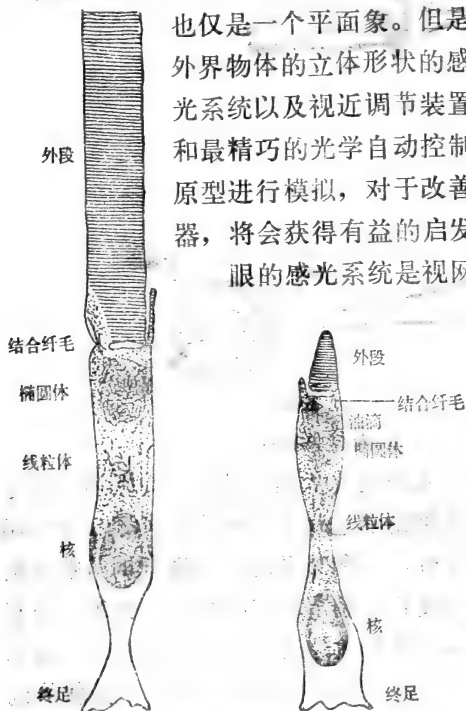 也仅是一个平面象。但是
外界物体的立体形状的感
光系统以及视近调节装置
和最精巧的光学自动控制
原型进行模拟，对于改善
器，将会获得有益的启发
眼的感光系统是视网
外段
结合纤毛
椭圆体
线粒体
核
终足
外段
结合纤毛
油滴
椭圆体
线粒体
核
终足